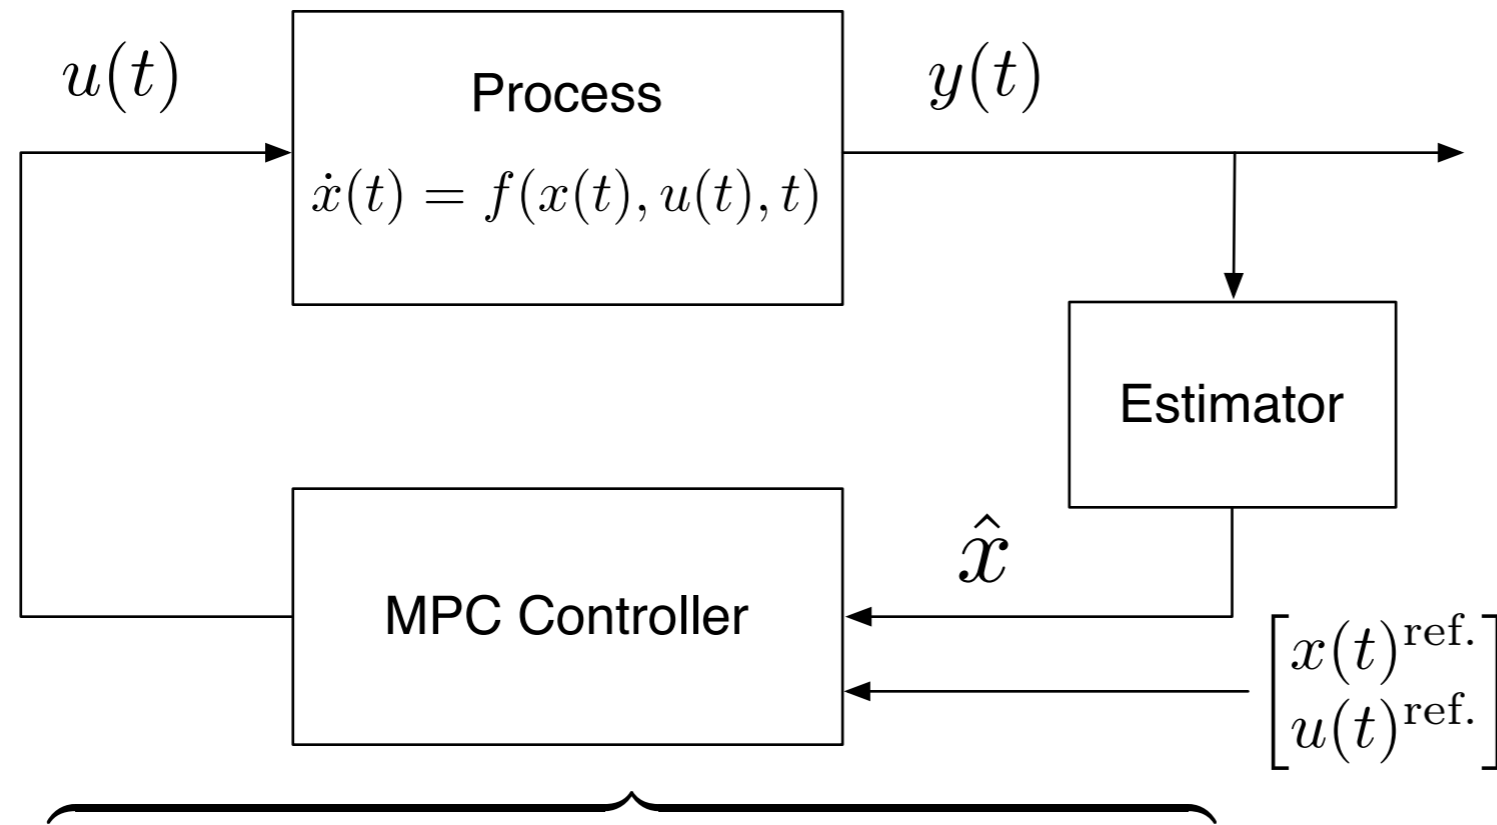 u(t)
Process
y(t)
ẋ(t) = f(x(t), u(t), t)
Estimator
x̂
MPC Controller
x(t)^ref.
u(t)^ref.